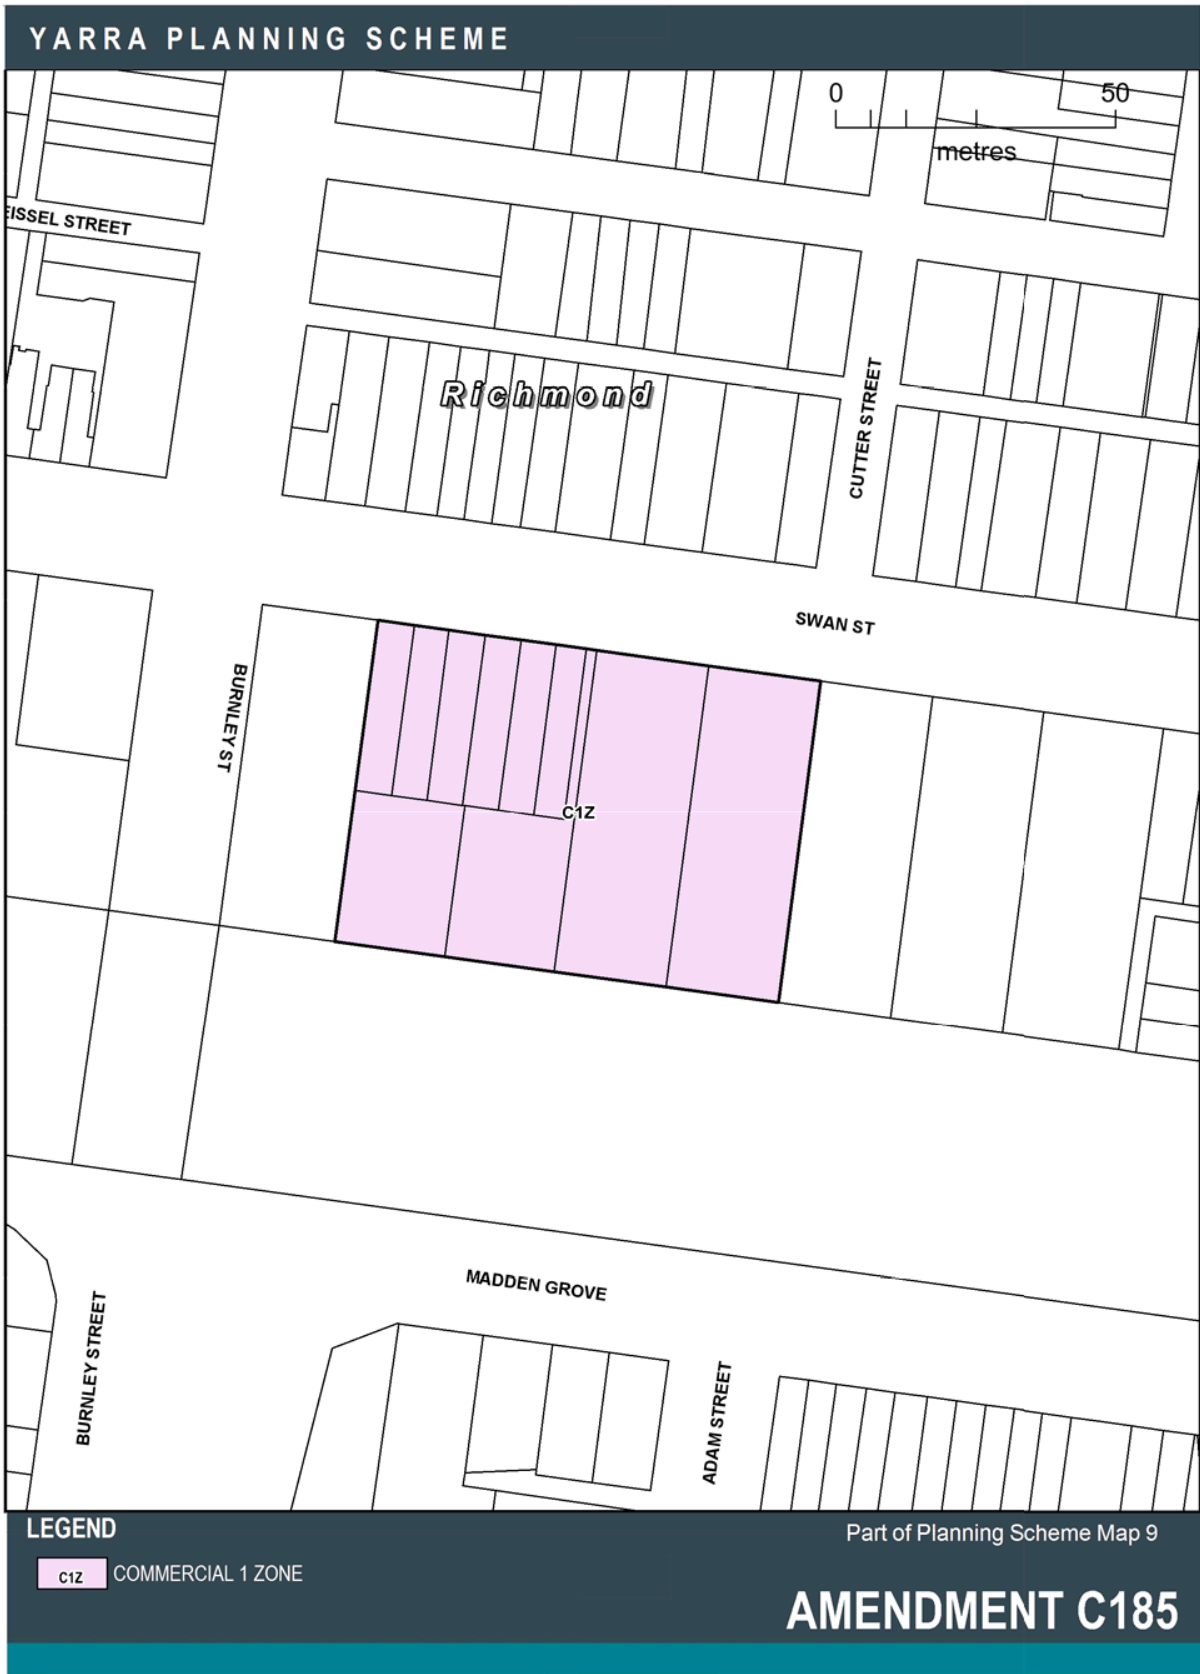 YARRA PLANNING SCHEME
0 50
metres
EISSEL STREET
Richmond
CUTTER STREET
SWAN ST
BURNLEY ST
C1Z
MADDEN GROVE
BURNLEY STREET
ADAM STREET
LEGEND
Part of Planning Scheme Map 9
C1Z COMMERCIAL 1 ZONE
AMENDMENT C185